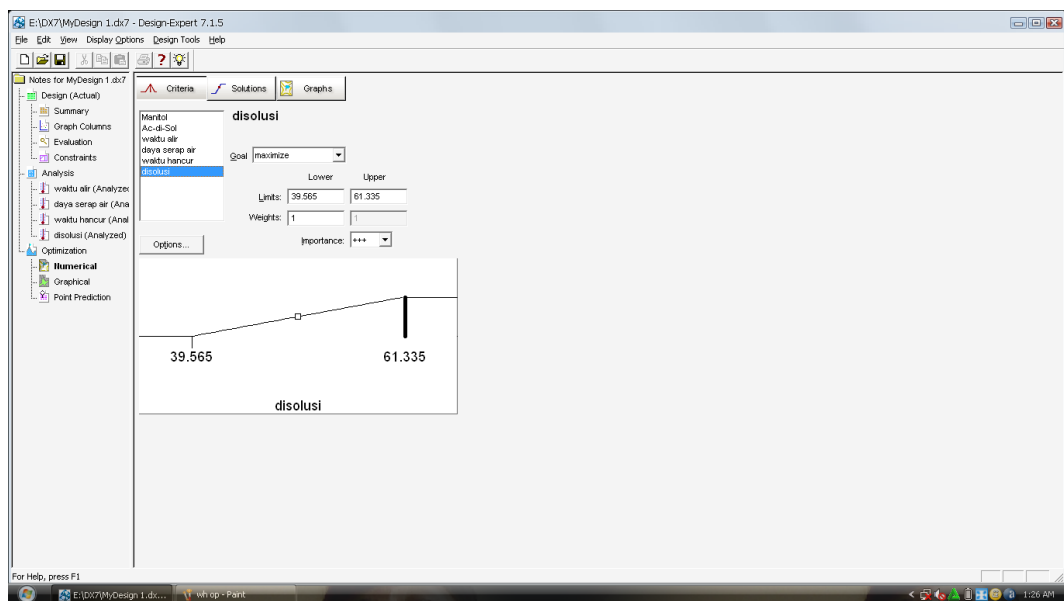 E:\DX7\MyDesign 1.dx7 - Design-Expert 7.1.5
File Edit View Display Options Design Tools Help
Notes for MyDesign 1.dx7
Design (Actual)
Summary
Graph Columns
Evaluation
Constraints
Analysis
waktu alir (Analyzed
daya serap air (Ana
waktu hancur (Anal
disolusi (Analyzed)
Optimization
Numerical
Graphical
Point Prediction
Criteria Solutions Graphs
Manitol
Ac-di-Sol
waktu alir
daya serap air
waktu hancur
disolusi
Options...
disolusi
Goal maximize
Lower Upper
Limits: 39.565 61.335
Weights: 1 1
Importance: +++
39.565 61.335
disolusi
For Help, press F1
E:\DX7\MyDesign 1.dx... wh op - Paint 1:26 AM